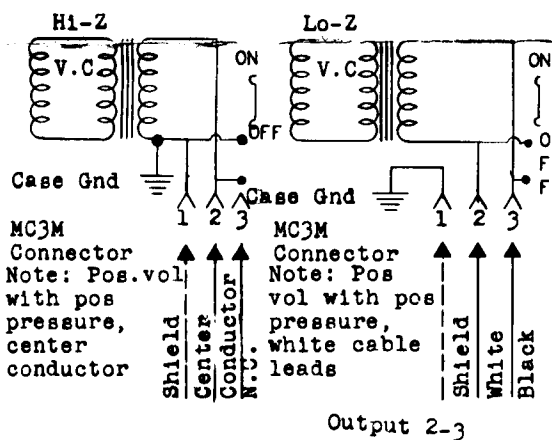 Hi-Z
V.C.
ON
OFF
Case Gnd
1 2 3
MC3M
Connector
Note: Pos.vol
with pos
pressure,
center
conductor
Shield
Center
Conductor
N.C.
Lo-Z
V.C.
ON
O
F
F
Case Gnd
1 2 3
MC3M
Connector
Note: Pos
vol with pos
pressure,
white cable
leads
Shield
White
Black
Output 2-3